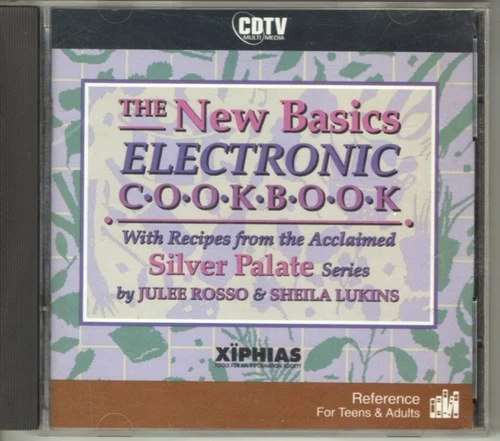 CDTV
MULTI MEDIA
THE New Basics
ELECTRONIC
C•O•O•K•B•O•O•K
With Recipes from the Acclaimed
Silver Palate Series
by JULEE ROSSO & SHEILA LUKINS
XÏPHIAS
TOOLS FOR AN INFORMATION SOCIETY
Reference
For Teens & Adults